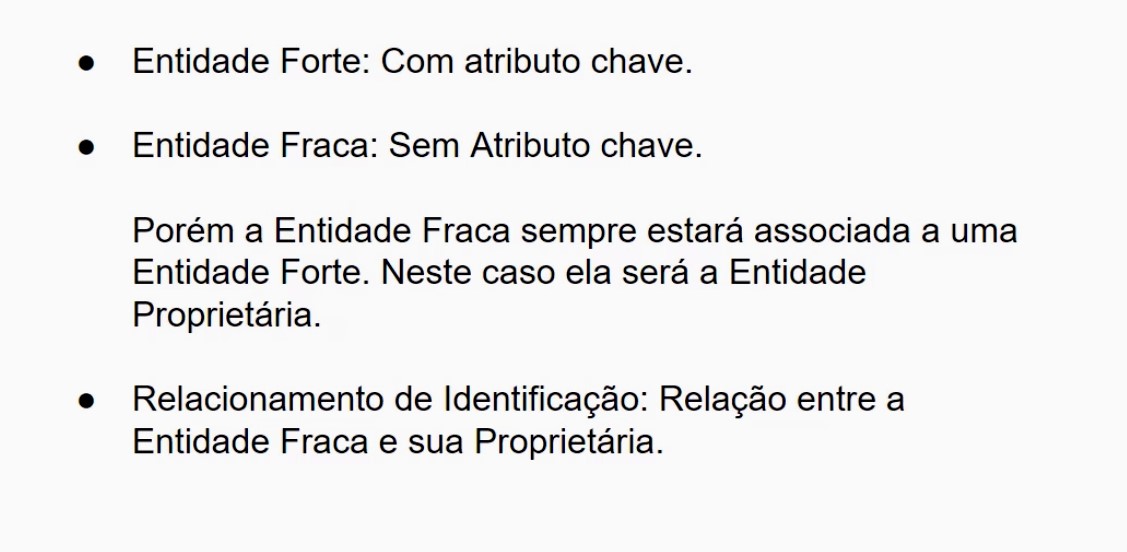 ● Entidade Forte: Com atributo chave.
● Entidade Fraca: Sem Atributo chave.
Porém a Entidade Fraca sempre estará associada a uma
Entidade Forte. Neste caso ela será a Entidade
Proprietária.
● Relacionamento de Identificação: Relação entre a
Entidade Fraca e sua Proprietária.